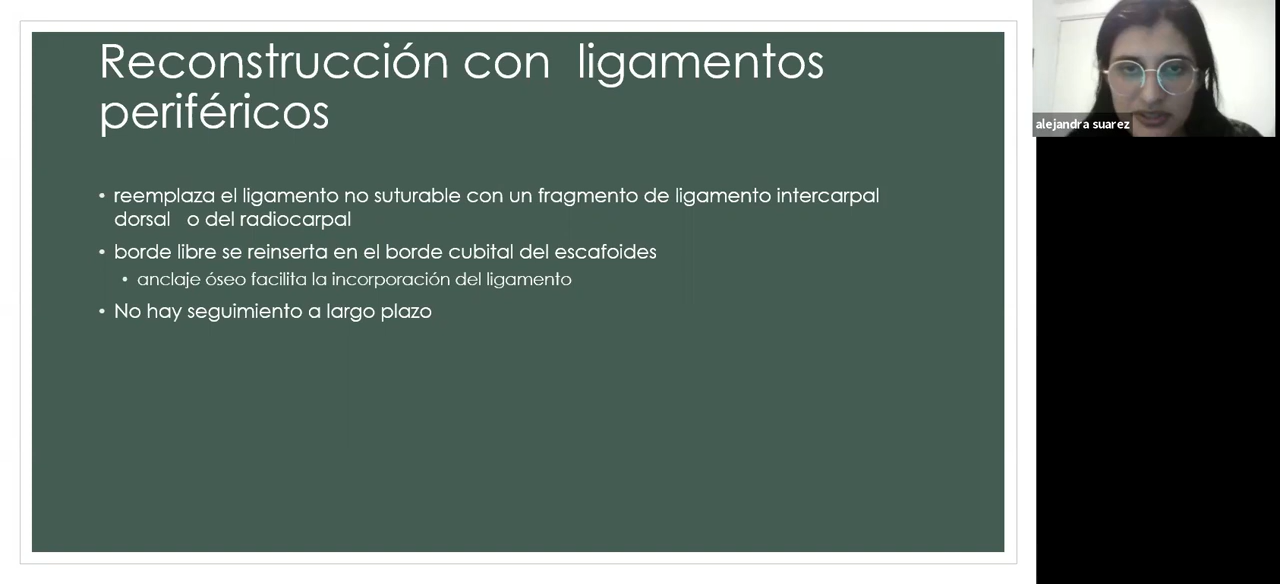 Reconstrucción con ligamentos
periféricos
• reemplaza el ligamento no suturable con un fragmento de ligamento intercarpal
dorsal o del radiocarpal
• borde libre se reinserta en el borde cubital del escafoides
• anclaje óseo facilita la incorporación del ligamento
• No hay seguimiento a largo plazo
alejandra suarez